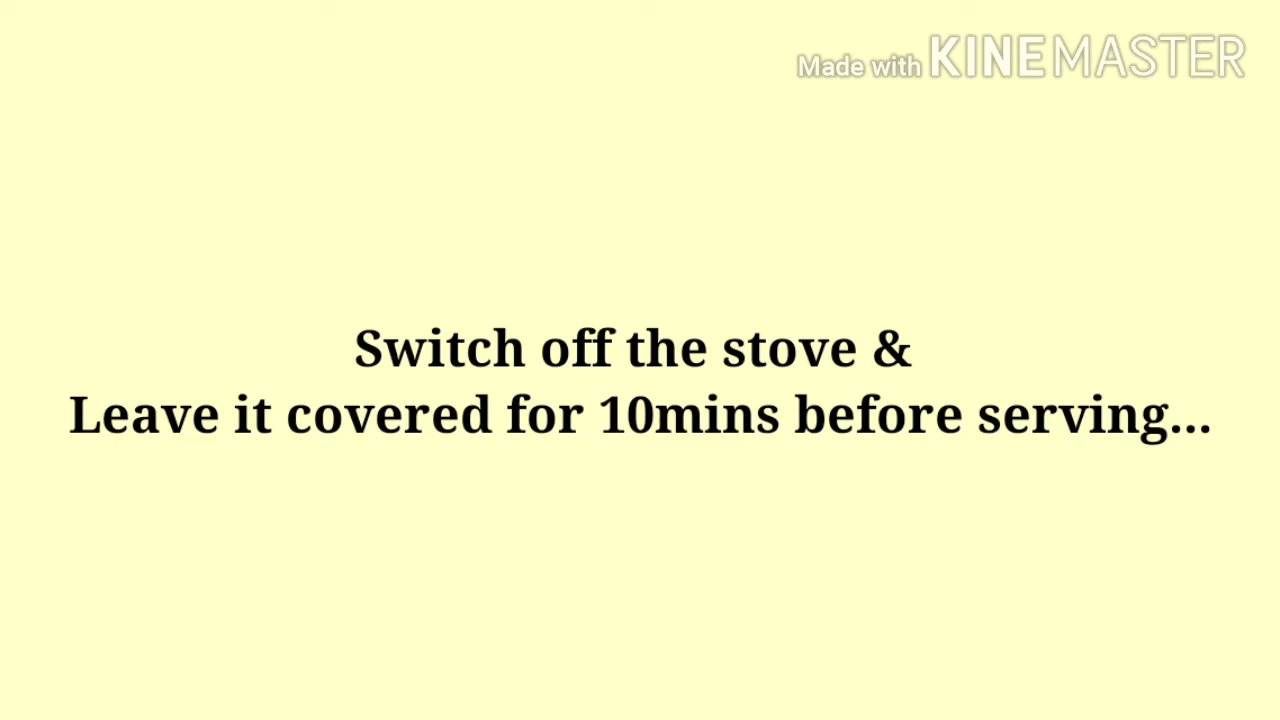 Made with KINEMASTER
Switch off the stove &
Leave it covered for 10mins before serving...